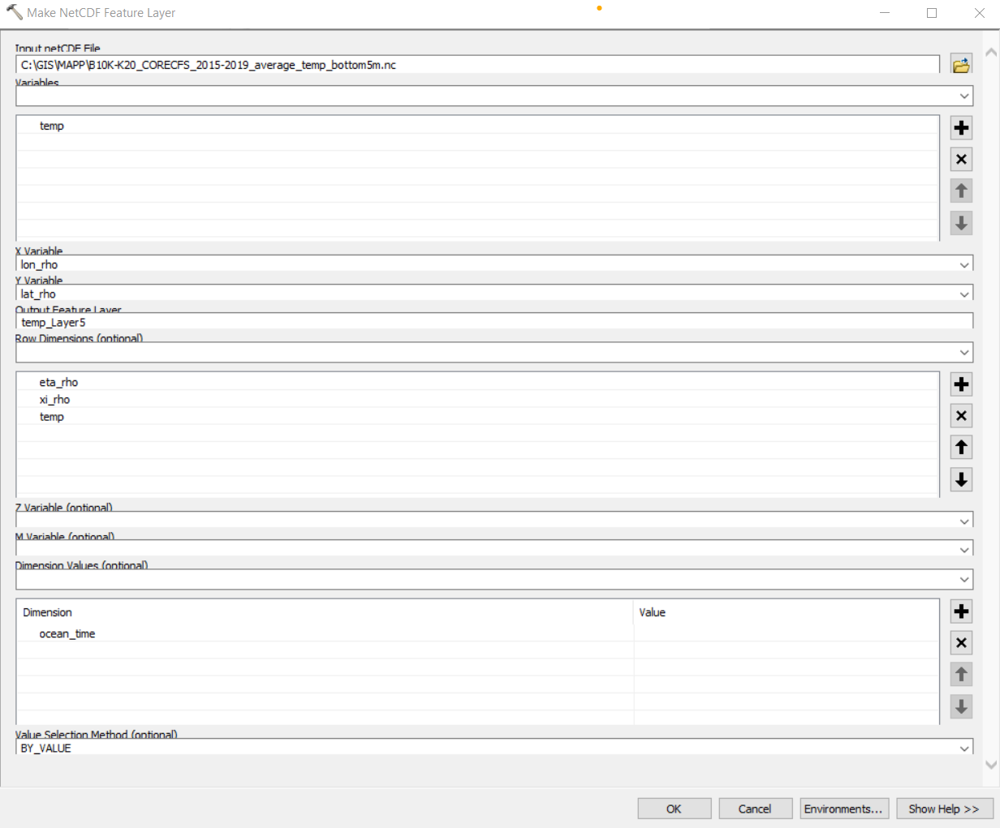 Make NetCDF Feature Layer
Input netCDF File
C:\GIS\MAPP\B10K-K20_CORECFS_2015-2019_average_temp_bottom5m.nc
Variables
temp
X Variable
lon_rho
Y Variable
lat_rho
Output Feature Layer
temp_Layer5
Row Dimensions (optional)
eta_rho
xi_rho
temp
Z Variable (optional)
M Variable (optional)
Dimension Values (optional)
Dimension Value
ocean_time
Value Selection Method (optional)
BY_VALUE
OK Cancel Environments... Show Help >>